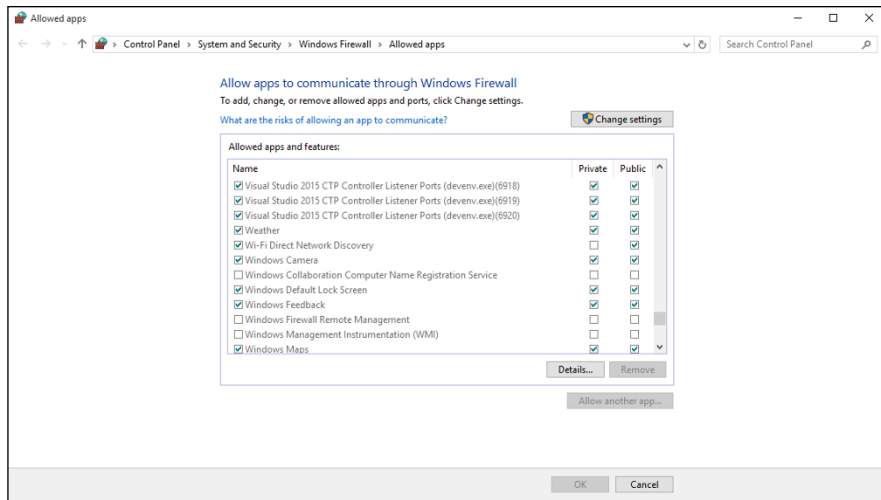 Allowed apps
Control Panel > System and Security > Windows Firewall > Allowed apps
Search Control Panel
Allow apps to communicate through Windows Firewall
To add, change, or remove allowed apps and ports, click Change settings.
What are the risks of allowing an app to communicate?
Change settings
Allowed apps and features:
Name Private Public
Visual Studio 2015 CTP Controller Listener Ports (devenv.exe)(6918)
Visual Studio 2015 CTP Controller Listener Ports (devenv.exe)(6919)
Visual Studio 2015 CTP Controller Listener Ports (devenv.exe)(6920)
Weather
Wi-Fi Direct Network Discovery
Windows Camera
Windows Collaboration Computer Name Registration Service
Windows Default Lock Screen
Windows Feedback
Windows Firewall Remote Management
Windows Management Instrumentation (WMI)
Windows Maps
Details... Remove
Allow another app...
OK Cancel